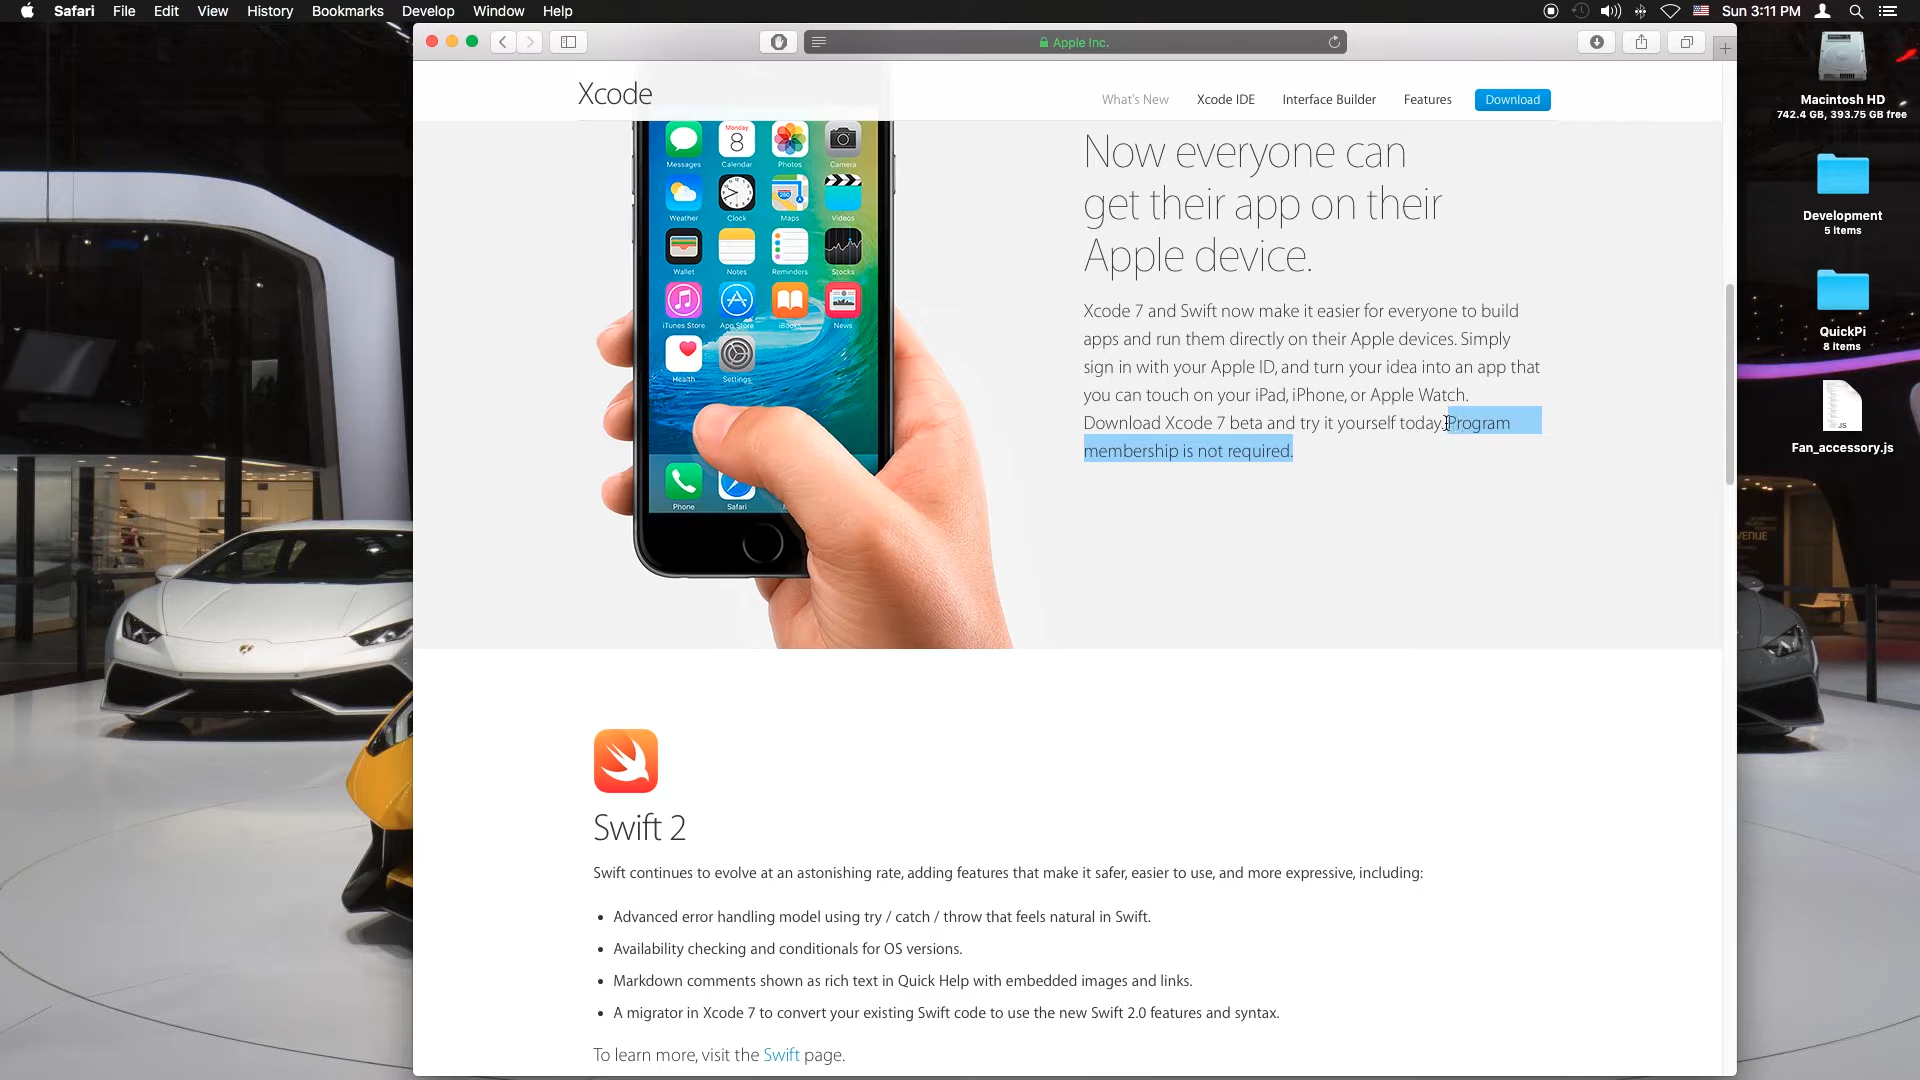 Safari File Edit View History Bookmarks Develop Window Help
Sun 3:11 PM
Apple Inc.
Xcode
What's New Xcode IDE Interface Builder Features Download
Monday
8
Messages Calendar Photos Camera
Weather Clock Maps Videos
Wallet Notes Reminders Stocks
iTunes Store App Store iBooks News
Health Settings
Phone Safari
Now everyone can
get their app on their
Apple device.
Xcode 7 and Swift now make it easier for everyone to build
apps and run them directly on their Apple devices. Simply
sign in with your Apple ID, and turn your idea into an app that
you can touch on your iPad, iPhone, or Apple Watch.
Download Xcode 7 beta and try it yourself today. Program
membership is not required.
Swift 2
Swift continues to evolve at an astonishing rate, adding features that make it safer, easier to use, and more expressive, including:
• Advanced error handling model using try / catch / throw that feels natural in Swift.
• Availability checking and conditionals for OS versions.
• Markdown comments shown as rich text in Quick Help with embedded images and links.
• A migrator in Xcode 7 to convert your existing Swift code to use the new Swift 2.0 features and syntax.
To learn more, visit the Swift page.
Macintosh HD
742.4 GB, 393.75 GB free
Development
5 items
QuickPi
8 items
JS
Fan_accessory.js